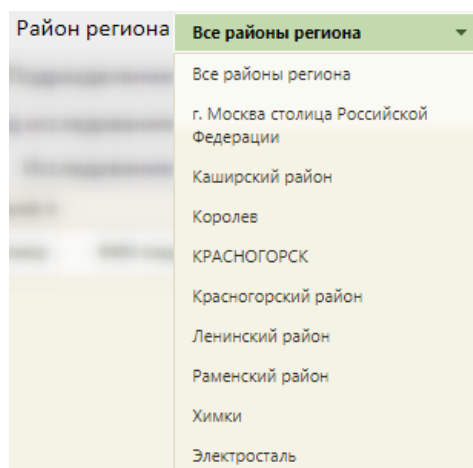 Район региона Все районы региона
Все районы региона
г. Москва столица Российской
Федерации
Каширский район
Королев
КРАСНОГОРСК
Красногорский район
Ленинский район
Раменский район
Химки
Электросталь